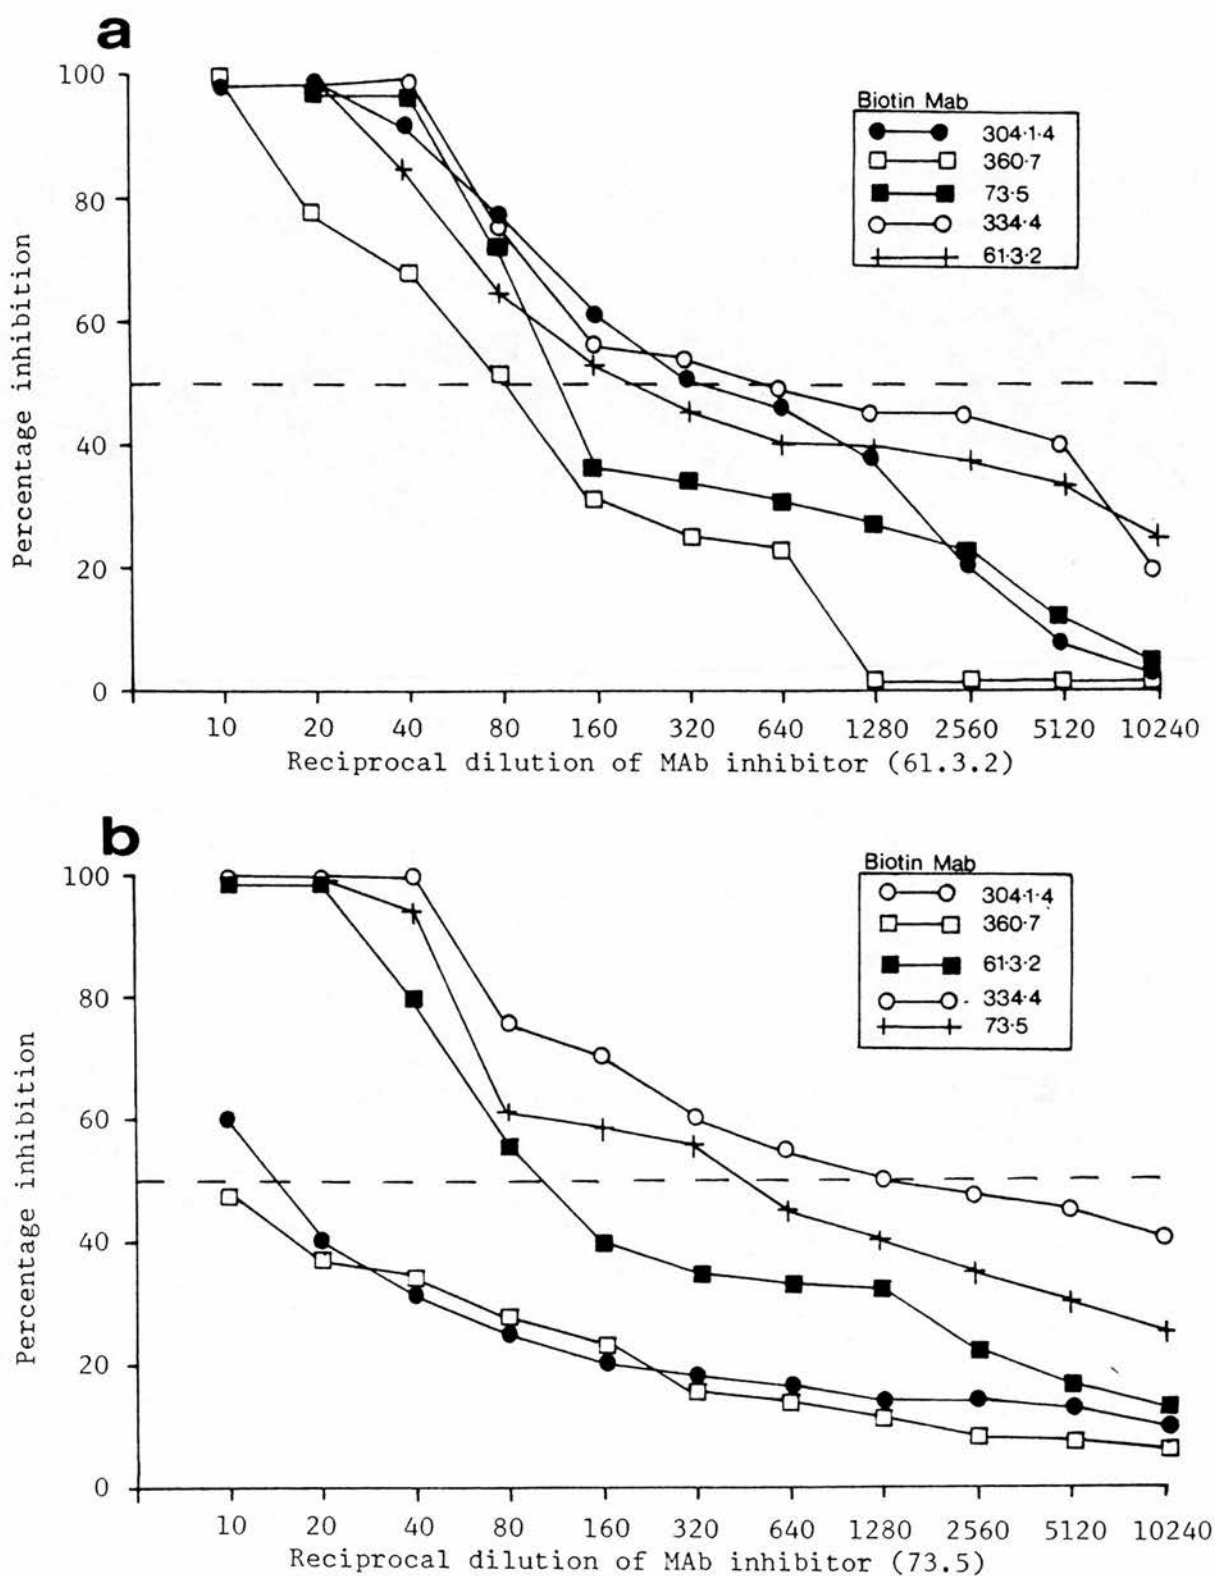 a
100
80
60
40
20
0
Percentage inhibition
Biotin Mab
304·1·4
360·7
73·5
334·4
61·3·2
10 20 40 80 160 320 640 1280 2560 5120 10240
Reciprocal dilution of MAb inhibitor (61.3.2)
b
100
80
60
40
20
0
Percentage inhibition
Biotin Mab
304·1·4
360·7
61·3·2
334·4
73·5
10 20 40 80 160 320 640 1280 2560 5120 10240
Reciprocal dilution of MAb inhibitor (73.5)